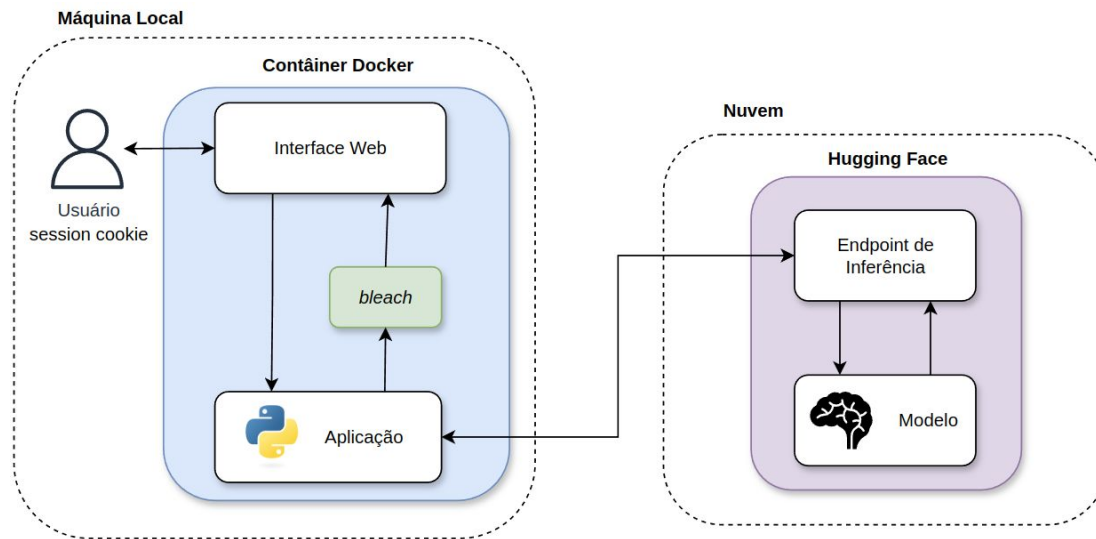 Máquina Local
Contâiner Docker
Interface Web
Usuário
session cookie
bleach
Aplicação
Nuvem
Hugging Face
Endpoint de
Inferência
Modelo